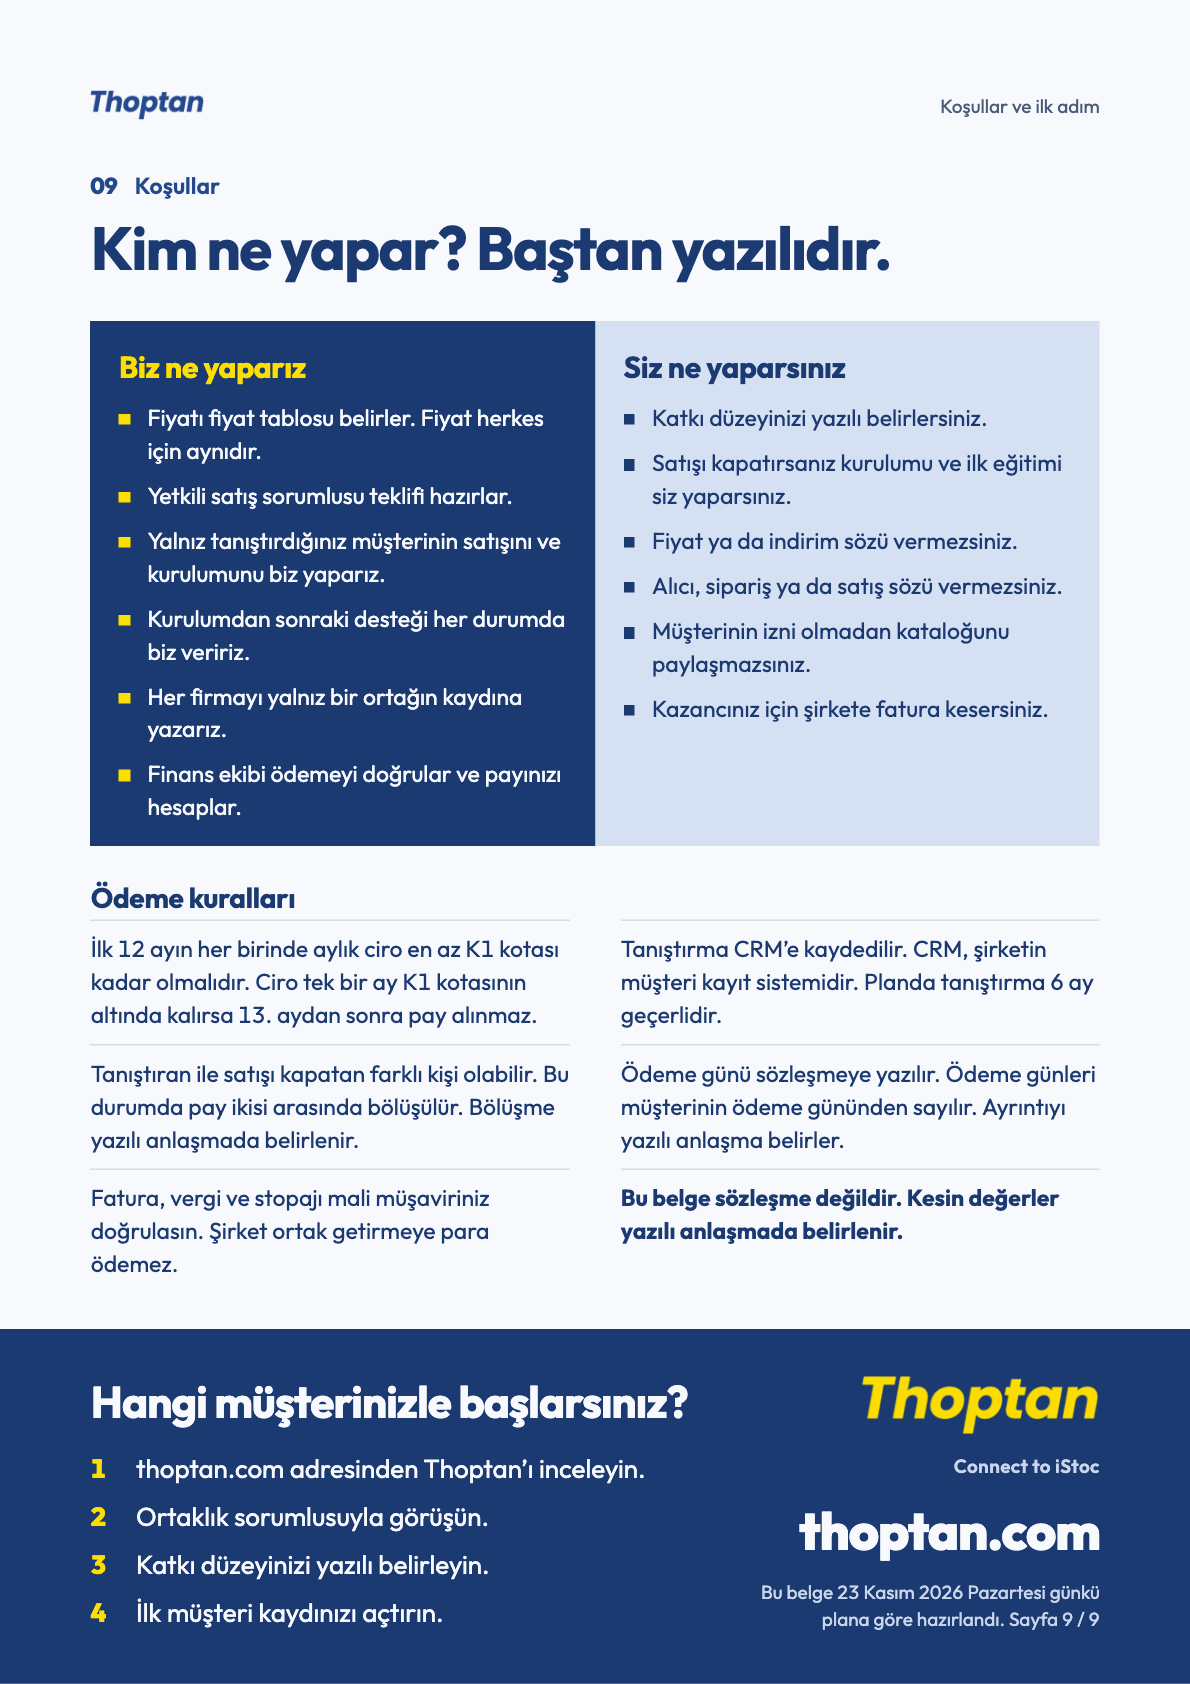 Thoptan
Koşullar ve ilk adım
09 Koşullar
Kim ne yapar? Baştan yazılıdır.
Biz ne yaparız
Fiyatı fiyat tablosu belirler. Fiyat herkes
için aynıdır.
Yetkili satış sorumlusu teklifi hazırlar.
Yalnız tanıştırdığınız müşterinin satışını ve
kurulumunu biz yaparız.
Kurulumdan sonraki desteği her durumda
biz veririz.
Her firmayı yalnız bir ortağın kaydına
yazarız.
Finans ekibi ödemeyi doğrular ve payınızı
hesaplar.
Siz ne yaparsınız
Katkı düzeyinizi yazılı belirlersiniz.
Satışı kapatırsanız kurulumu ve ilk eğitimi
siz yaparsınız.
Fiyat ya da indirim sözü vermezsiniz.
Alıcı, sipariş ya da satış sözü vermezsiniz.
Müşterinin izni olmadan kataloğunu
paylaşmazsınız.
Kazancınız için şirkete fatura kesersiniz.
Ödeme kuralları
İlk 12 ayın her birinde aylık ciro en az K1 kotası
kadar olmalıdır. Ciro tek bir ay K1 kotasının
altında kalırsa 13. aydan sonra pay alınmaz.
Tanıştıran ile satışı kapatan farklı kişi olabilir. Bu
durumda pay ikisi arasında bölüşülür. Bölüşme
yazılı anlaşmada belirlenir.
Fatura, vergi ve stopajı mali müşaviriniz
doğrulasın. Şirket ortak getirmeye para
ödemez.
Tanıştırma CRM’e kaydedilir. CRM, şirketin
müşteri kayıt sistemidir. Planda tanıştırma 6 ay
geçerlidir.
Ödeme günü sözleşmeye yazılır. Ödeme günleri
müşterinin ödeme gününden sayılır. Ayrıntıyı
yazılı anlaşma belirler.
Bu belge sözleşme değildir. Kesin değerler
yazılı anlaşmada belirlenir.
Hangi müşterinizle başlarsınız?
1 thoptan.com adresinden Thoptan’ı inceleyin.
2 Ortaklık sorumlusuyla görüşün.
3 Katkı düzeyinizi yazılı belirleyin.
4 İlk müşteri kaydınızı açtırın.
Thoptan
Connect to iStoc
thoptan.com
Bu belge 23 Kasım 2026 Pazartesi günkü
plana göre hazırlandı. Sayfa 9 / 9